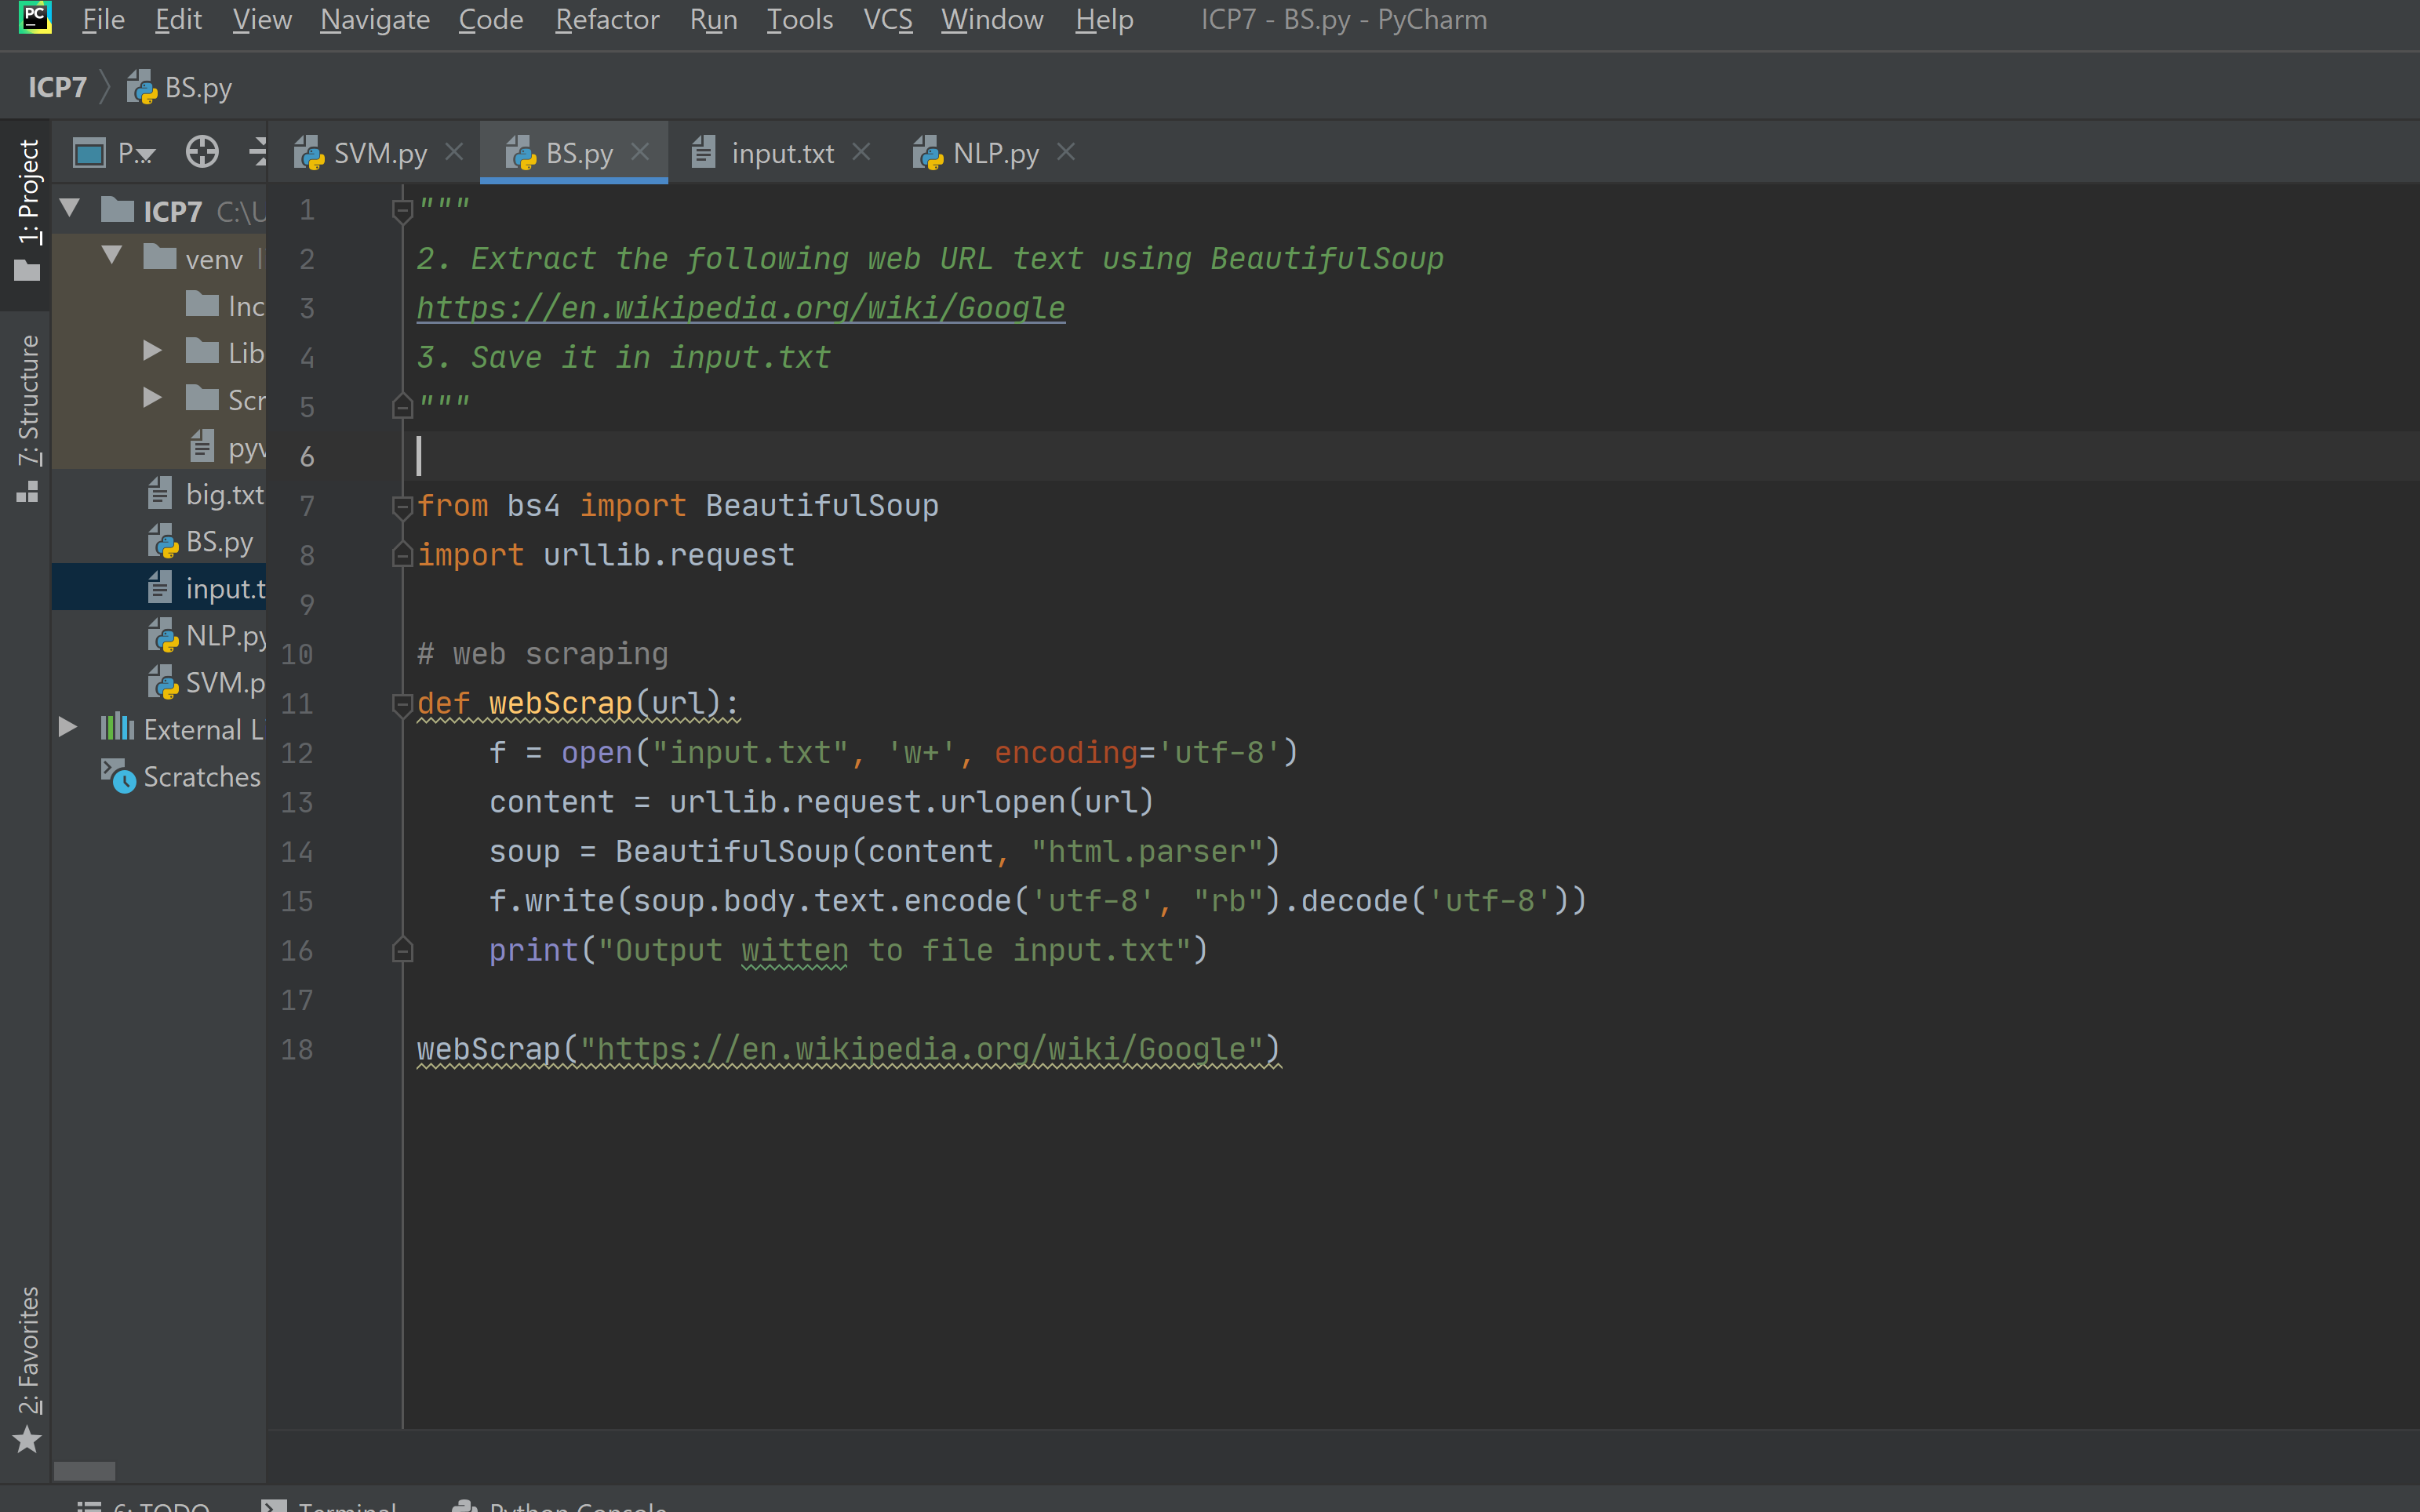 PC File Edit View Navigate Code Refactor Run Tools VCS Window Help ICP7 - BS.py - PyCharm
ICP7 BS.py
P... SVM.py BS.py input.txt NLP.py
1: Project
7: Structure
2: Favorites
ICP7 C:\U
venv
Inc
Lib
Scr
pyv
big.txt
BS.py
input.t
NLP.py
SVM.p
External L
Scratches
1 """
2 2. Extract the following web URL text using BeautifulSoup
3 https://en.wikipedia.org/wiki/Google
4 3. Save it in input.txt
5 """
6
7 from bs4 import BeautifulSoup
8 import urllib.request
9
10 # web scraping
11 def webScrap(url):
12 f = open("input.txt", 'w+', encoding='utf-8')
13 content = urllib.request.urlopen(url)
14 soup = BeautifulSoup(content, "html.parser")
15 f.write(soup.body.text.encode('utf-8', "rb").decode('utf-8'))
16 print("Output witten to file input.txt")
17
18 webScrap("https://en.wikipedia.org/wiki/Google")
6: TODO Terminal Python Console